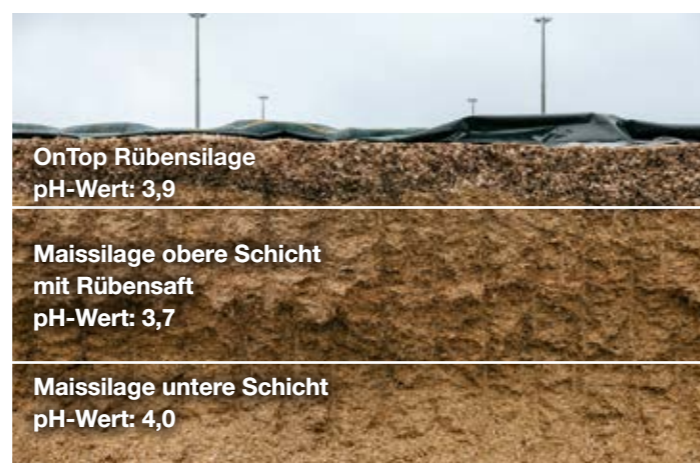 OnTop Rübensilage
pH-Wert: 3,9
Maissilage obere Schicht
mit Rübensaft
pH-Wert: 3,7
Maissilage untere Schicht
pH-Wert: 4,0